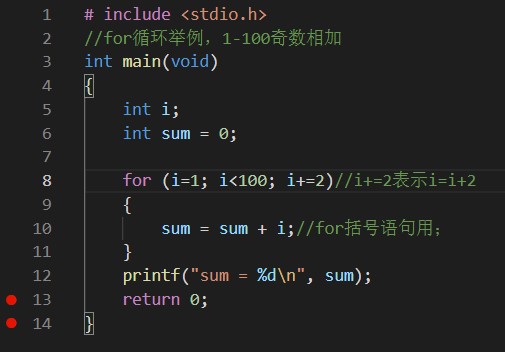 1 # include <stdio.h>
2 //for循环举例，1-100奇数相加
3 int main(void)
4 {
5 int i;
6 int sum = 0;
7
8 for (i=1; i<100; i+=2)//i+=2表示i=i+2
9 {
10 sum = sum + i;//for括号语句用;
11 }
12 printf("sum = %d\n", sum);
13 return 0;
14 }